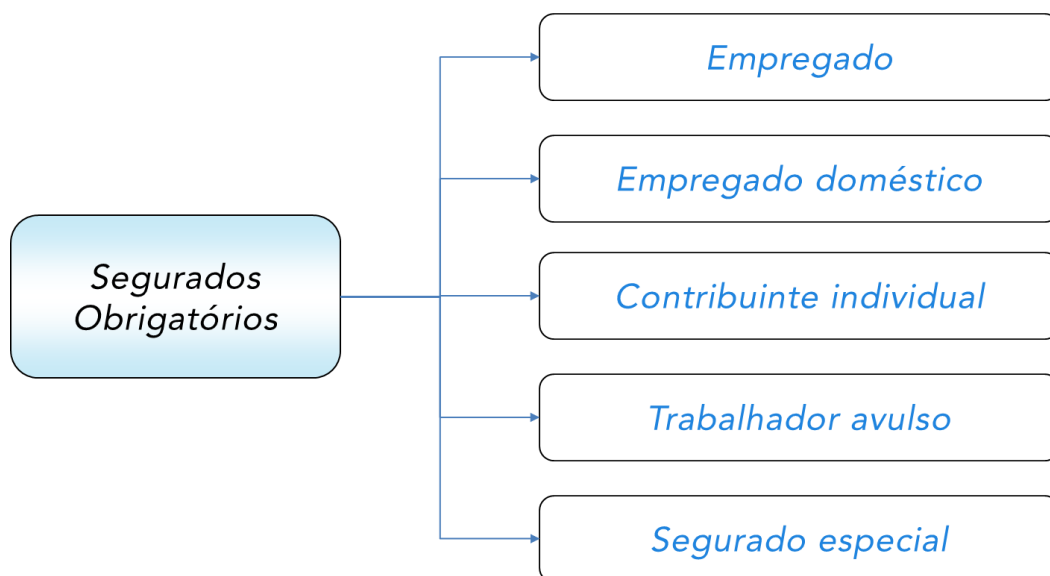 Segurados
Obrigatórios
Empregado
Empregado doméstico
Contribuinte individual
Trabalhador avulso
Segurado especial